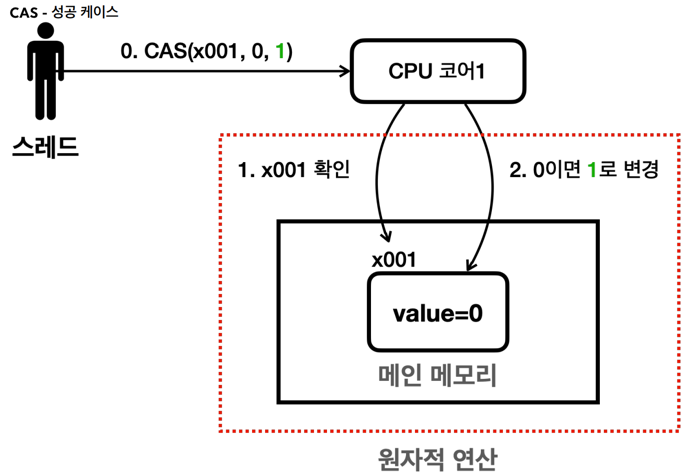 CAS - 성공 케이스
0. CAS(x001, 0, 1)
CPU 코어1
스레드
1. x001 확인
2. 0이면 1로 변경
x001
value=0
메인 메모리
원자적 연산